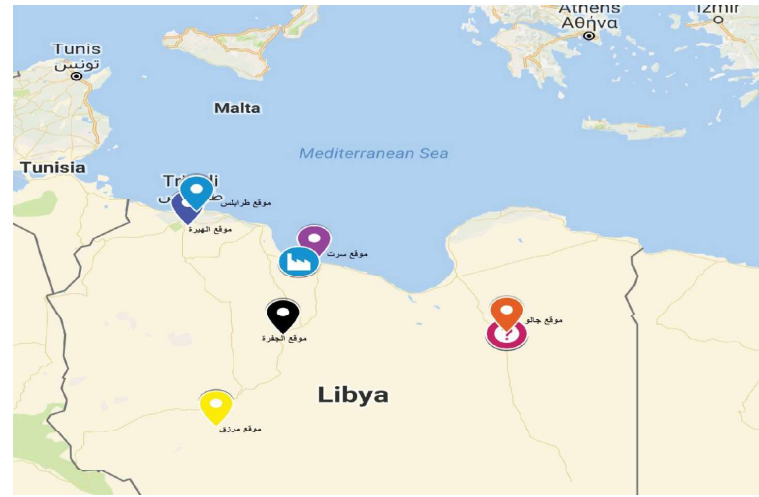 Athens
Αθήνα
Izmir
Tunis
تونس
Malta
Mediterranean Sea
Tunisia
موقع طرابلس
موقع الهيرة
موقع سرت
موقع جالو
موقع الجفرة
Libya
موقع مرزق